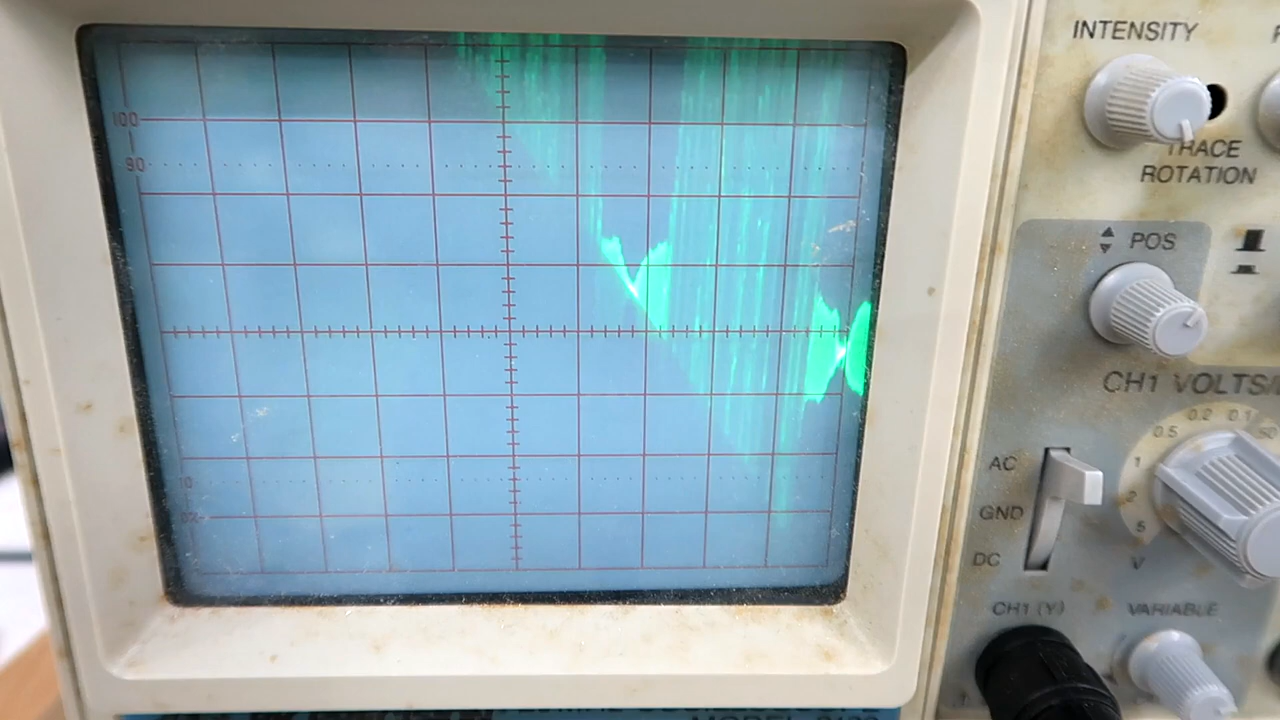 INTENSITY
TRACE
ROTATION
100
90
POS
CH1 VOLTS/
0.2
0.1
0.5
50
1
2
5
V
AC
GND
DC
10
0%
CH1 (Y)
VARIABLE